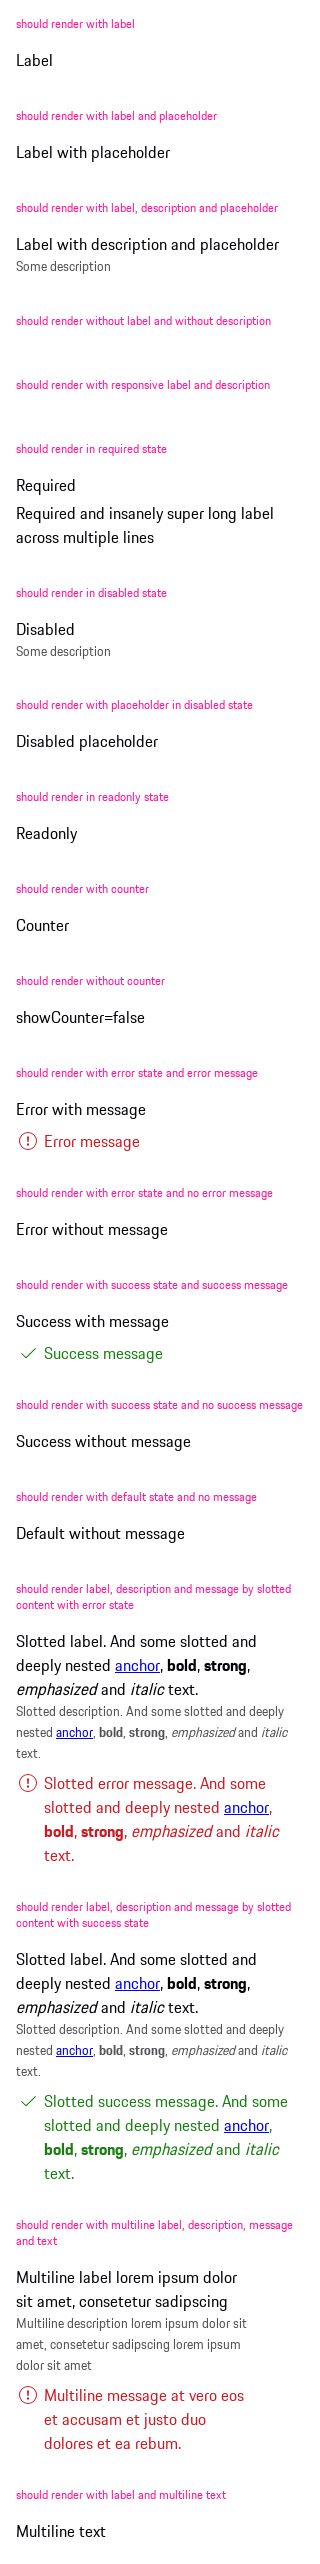 should render with label
Label
should render with label and placeholder
Label with placeholder
should render with label, description and placeholder
Label with description and placeholder
Some description
should render without label and without description
should render with responsive label and description
should render in required state
Required
Required and insanely super long label
across multiple lines
should render in disabled state
Disabled
Some description
should render with placeholder in disabled state
Disabled placeholder
should render in readonly state
Readonly
should render with counter
Counter
should render without counter
showCounter=false
should render with error state and error message
Error with message
Error message
should render with error state and no error message
Error without message
should render with success state and success message
Success with message
Success message
should render with success state and no success message
Success without message
should render with default state and no message
Default without message
should render label, description and message by slotted
content with error state
Slotted label. And some slotted and
deeply nested anchor, bold, strong,
emphasized and italic text.
Slotted description. And some slotted and deeply
nested anchor, bold, strong, emphasized and italic
text.
Slotted error message. And some
slotted and deeply nested anchor,
bold, strong, emphasized and italic
text.
should render label, description and message by slotted
content with success state
Slotted label. And some slotted and
deeply nested anchor, bold, strong,
emphasized and italic text.
Slotted description. And some slotted and deeply
nested anchor, bold, strong, emphasized and italic
text.
Slotted success message. And some
slotted and deeply nested anchor,
bold, strong, emphasized and italic
text.
should render with multiline label, description, message
and text
Multiline label lorem ipsum dolor
sit amet, consetetur sadipscing
Multiline description lorem ipsum dolor sit
amet, consetetur sadipscing lorem ipsum
dolor sit amet
Multiline message at vero eos
et accusam et justo duo
dolores et ea rebum.
should render with label and multiline text
Multiline text